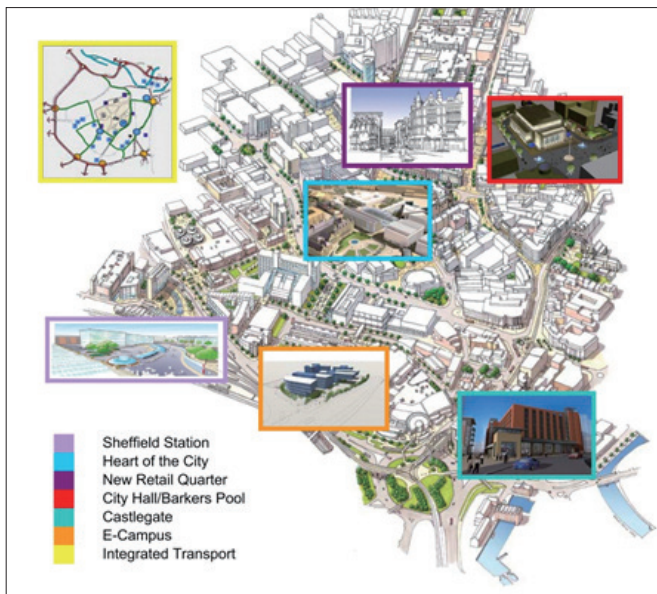 Sheffield Station
Heart of the City
New Retail Quarter
City Hall/Barkers Pool
Castlegate
E-Campus
Integrated Transport